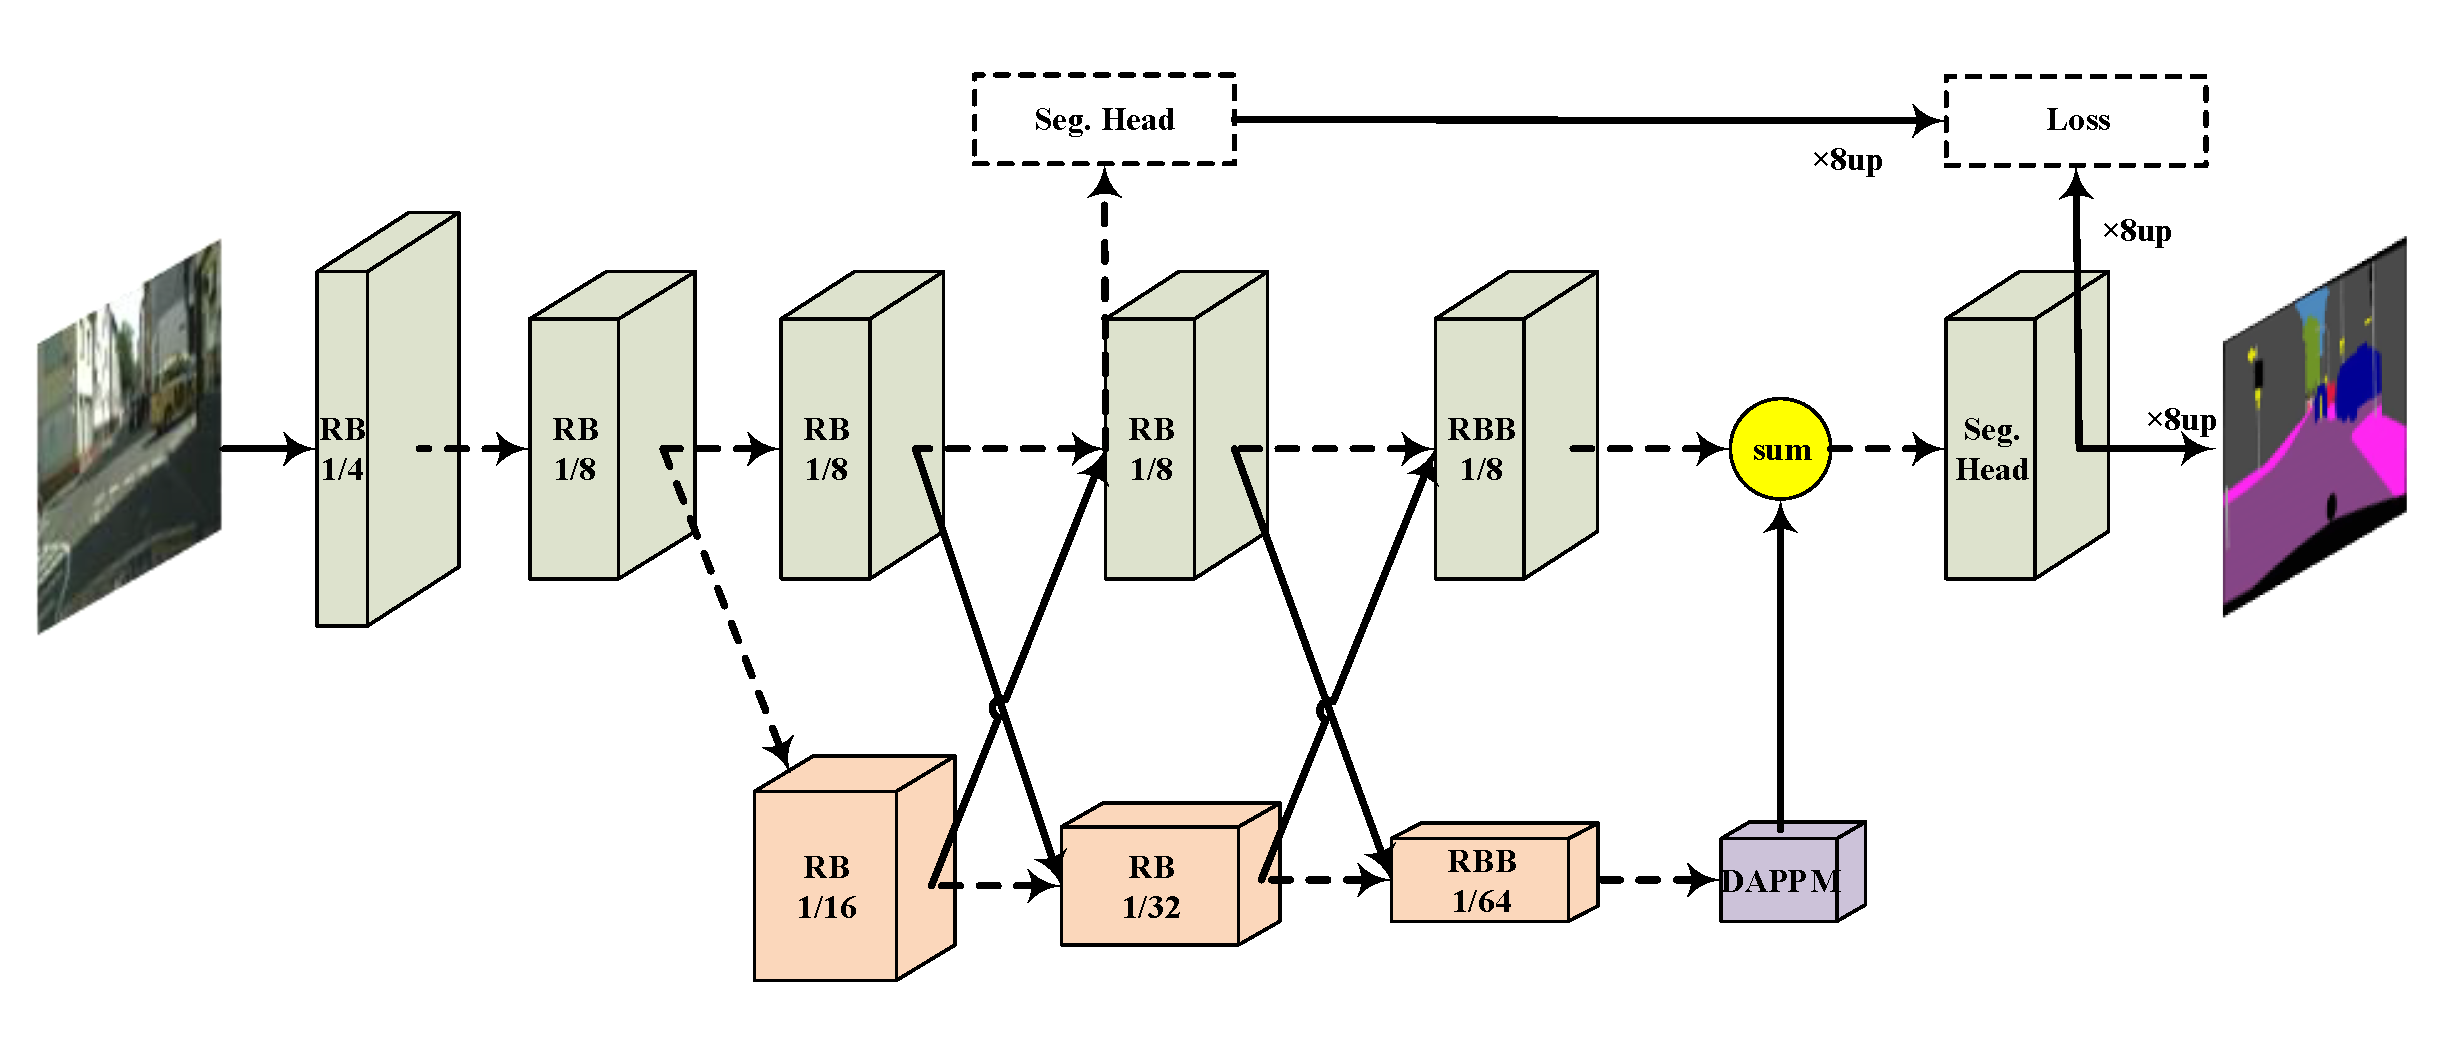 Seg. Head
Loss
×8up
×8up
RB
1/4
RB
1/8
RB
1/8
RB
1/8
RBB
1/8
sum
Seg.
Head
×8up
RB
1/16
RB
1/32
RBB
1/64
DAPPM